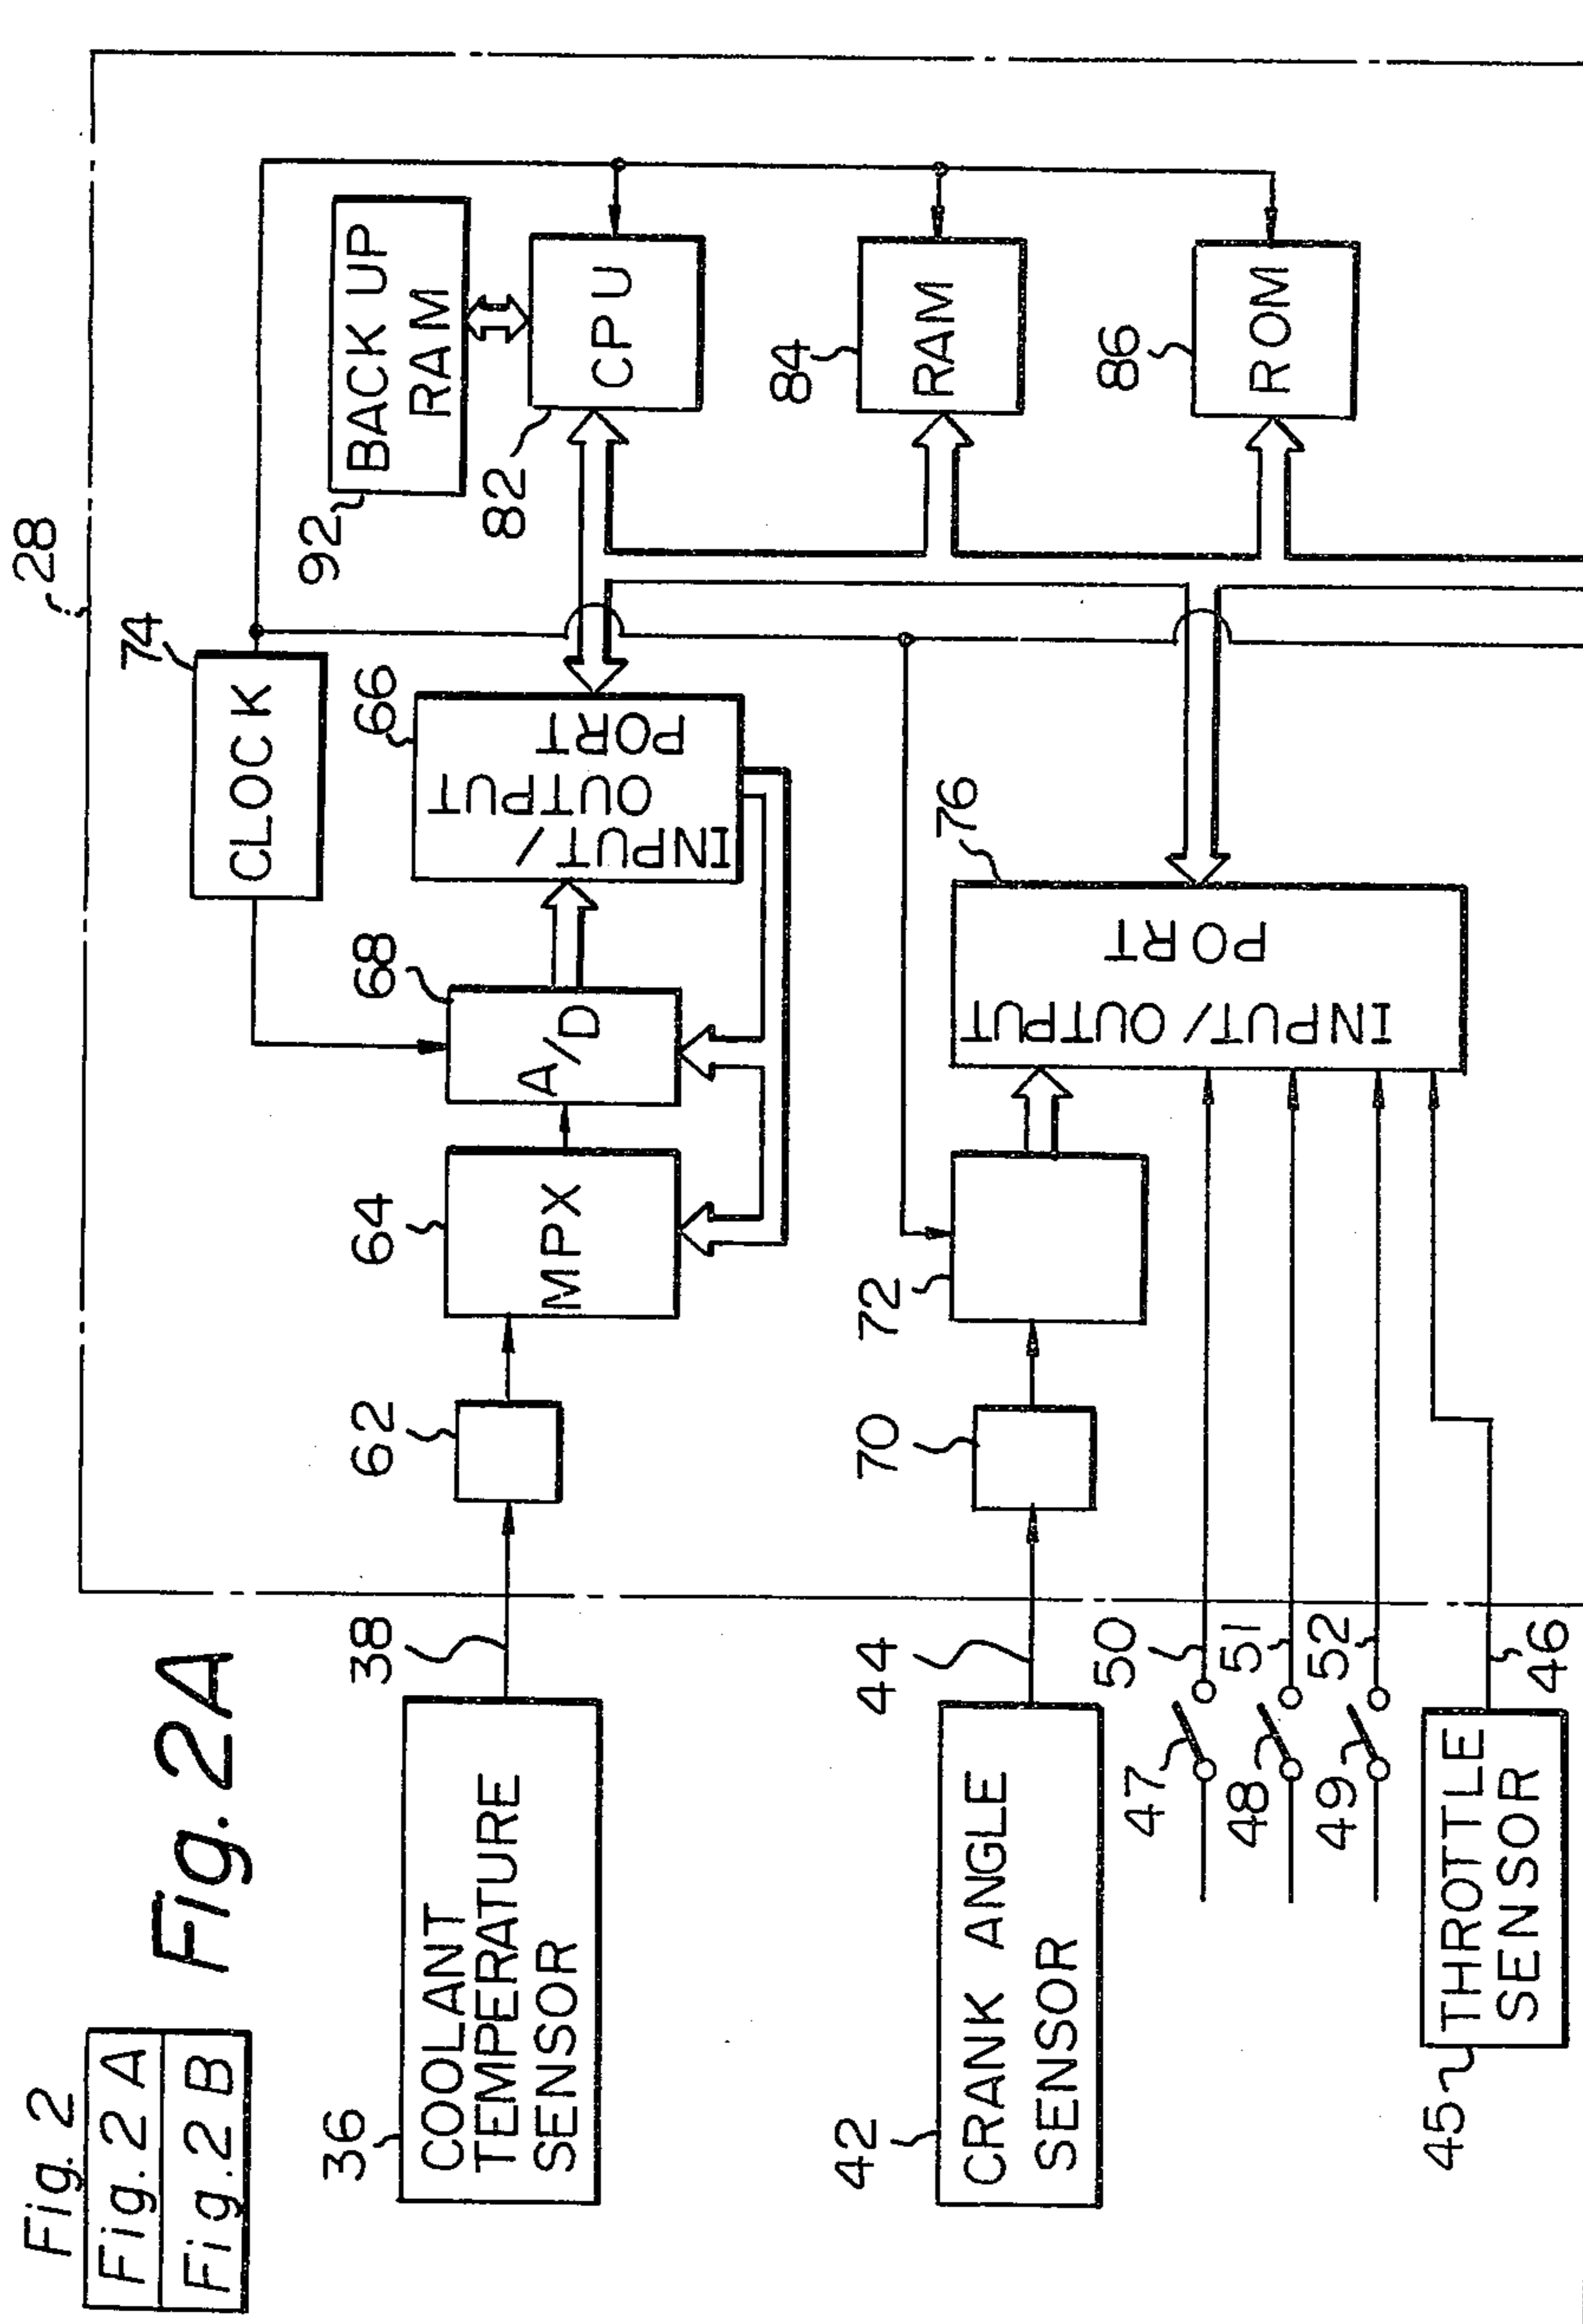 Fig. 2
Fig. 2 A
Fig. 2 B
Fig. 2A
28
74
CLOCK
92
BACK UP
RAM
36
COOLANT
TEMPERATURE
SENSOR
38
62
64
MPX
68
A/D
66
INPUT/
OUTPUT
PORT
82
CPU
84
RAM
86
ROM
42
CRANK ANGLE
SENSOR
44
70
72
76
INPUT/OUTPUT
PORT
47
50
48
51
49
52
45
THROTTLE
SENSOR
46